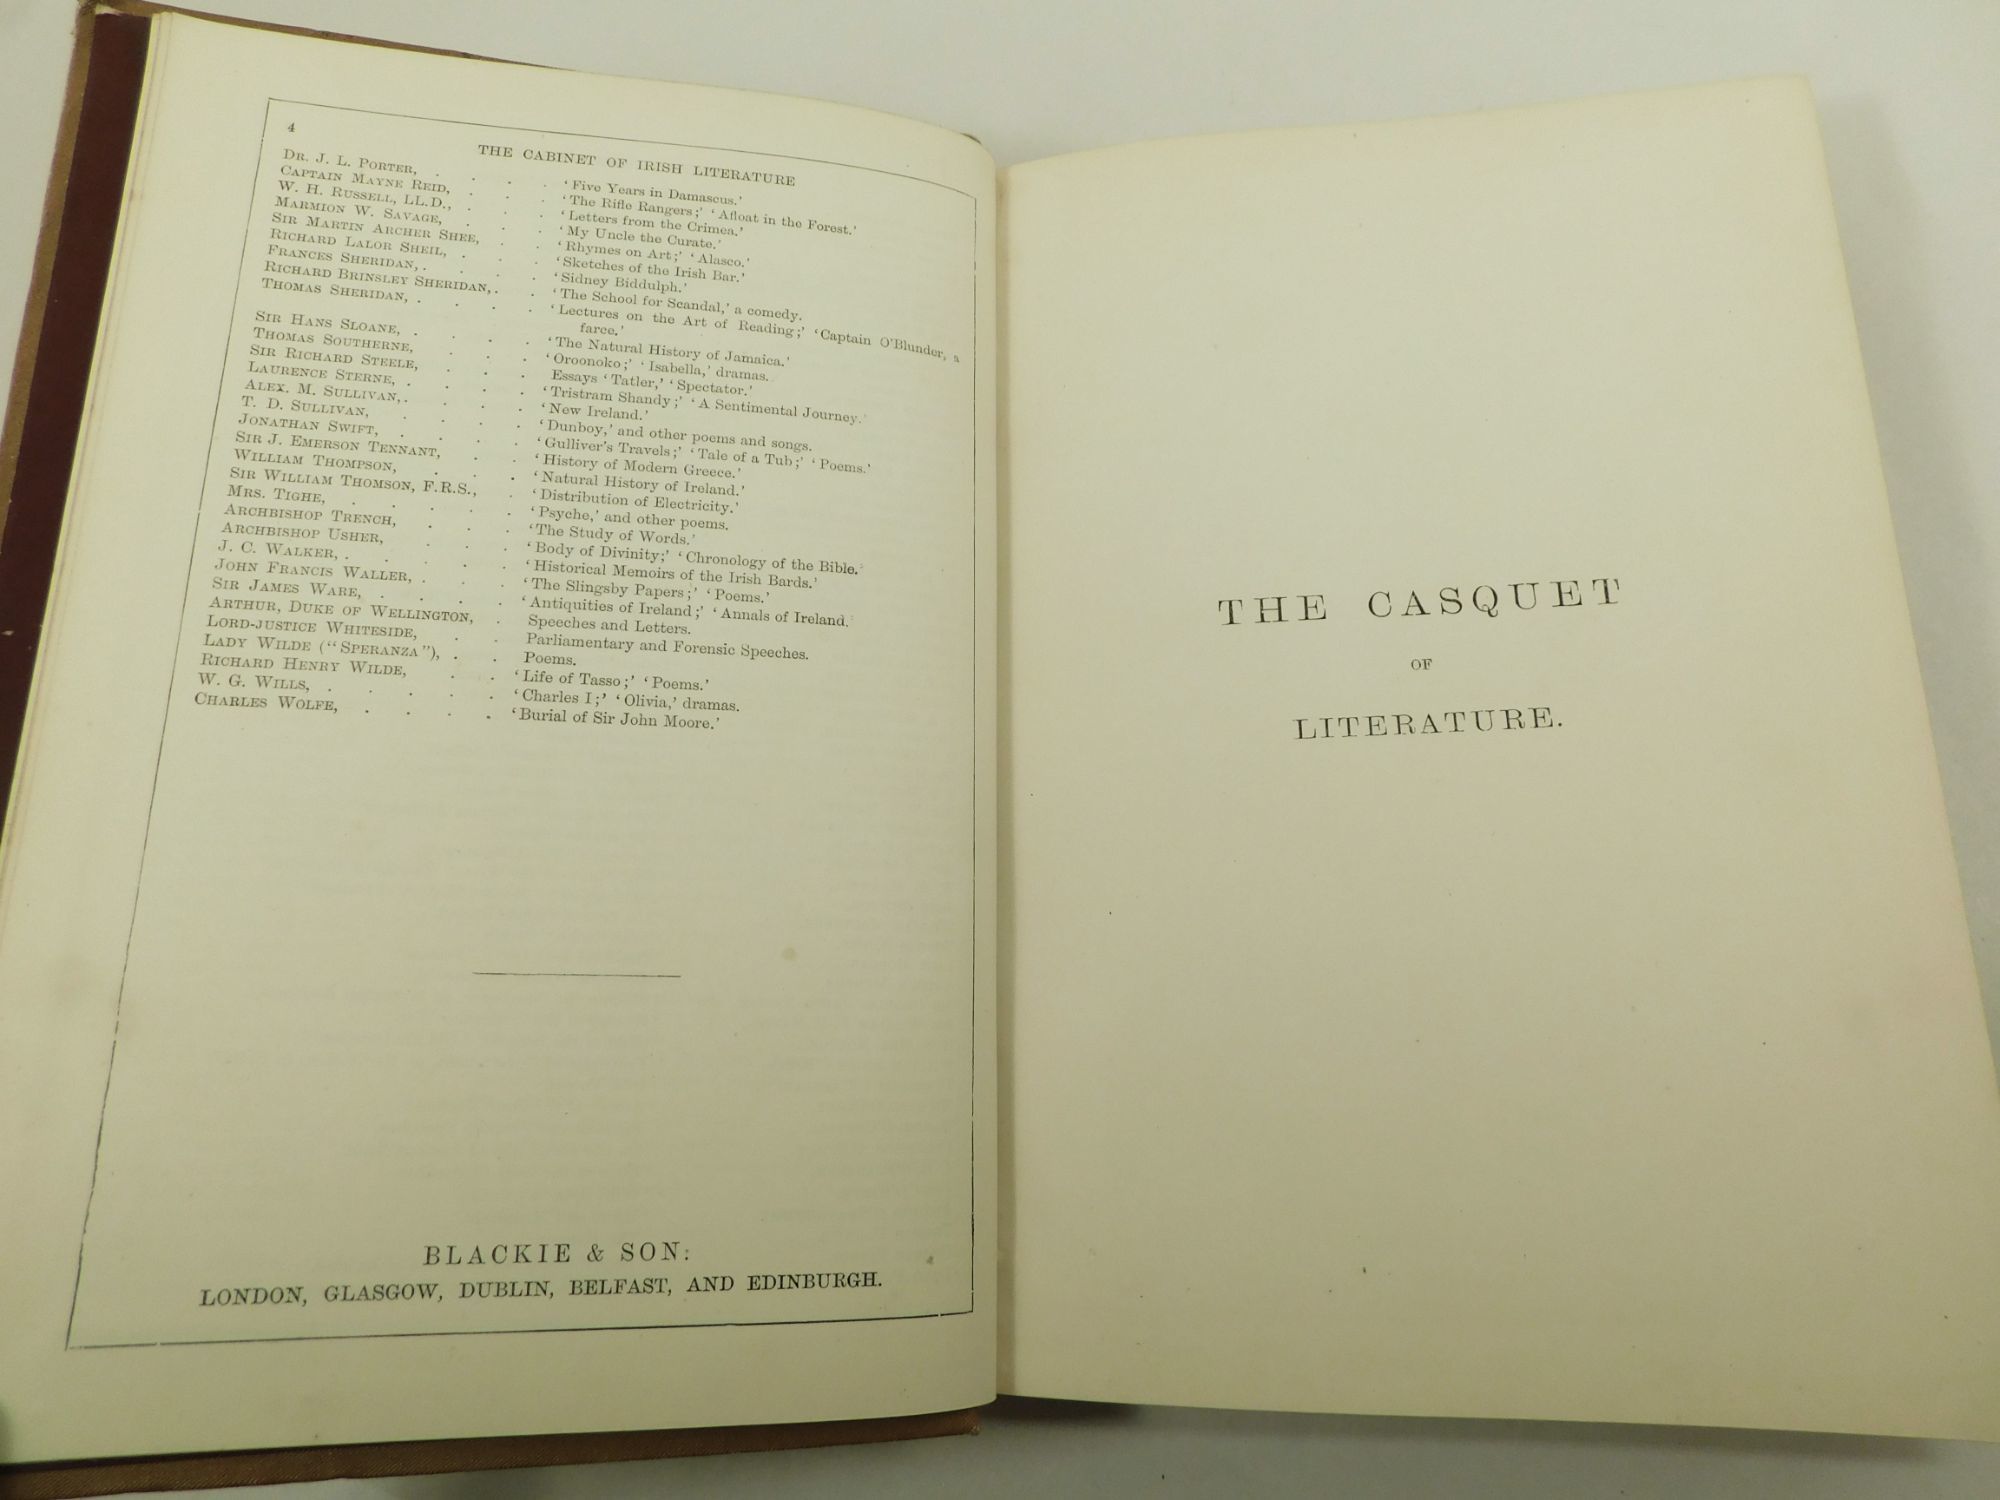 4
THE CABINET OF IRISH LITERATURE
DR. J. L. PORTER, . . . . 'Five Years in Damascus.'
CAPTAIN MAYNE REID, . . . 'The Rifle Rangers;' 'Afloat in the Forest.'
W. H. RUSSELL, LL.D., . . . 'Letters from the Crimea.'
MARMION W. SAVAGE, . . . 'My Uncle the Curate.'
SIR MARTIN ARCHER SHEE, . . 'Rhymes on Art;' 'Alasco.'
RICHARD LALOR SHEIL, . . . 'Sketches of the Irish Bar.'
FRANCES SHERIDAN, . . . . 'Sidney Biddulph.'
RICHARD BRINSLEY SHERIDAN, . . 'The School for Scandal,' a comedy.
THOMAS SHERIDAN, . . . . 'Lectures on the Art of Reading;' 'Captain O'Blunder, a
farce.'
SIR HANS SLOANE, . . . . 'The Natural History of Jamaica.'
THOMAS SOUTHERNE, . . . 'Oroonoko;' 'Isabella,' dramas.
SIR RICHARD STEELE, . . . Essays 'Tatler,' 'Spectator.'
LAURENCE STERNE, . . . . 'Tristram Shandy;' 'A Sentimental Journey.'
ALEX. M. SULLIVAN, . . . . 'New Ireland.'
T. D. SULLIVAN, . . . . 'Dunboy,' and other poems and songs.
JONATHAN SWIFT, . . . . 'Gulliver's Travels;' 'Tale of a Tub;' 'Poems.'
SIR J. EMERSON TENNANT, . . 'History of Modern Greece.'
WILLIAM THOMPSON, . . . 'Natural History of Ireland.'
SIR WILLIAM THOMSON, F.R.S., . 'Distribution of Electricity.'
MRS. TIGHE, . . . . . 'Psyche,' and other poems.
ARCHBISHOP TRENCH, . . . 'The Study of Words.'
ARCHBISHOP USHER, . . . 'Body of Divinity;' 'Chronology of the Bible.'
J. C. WALKER, . . . . . 'Historical Memoirs of the Irish Bards.'
JOHN FRANCIS WALLER, . . . 'The Slingsby Papers;' 'Poems.'
SIR JAMES WARE, . . . . 'Antiquities of Ireland;' 'Annals of Ireland.'
ARTHUR, DUKE OF WELLINGTON, . Speeches and Letters.
LORD-JUSTICE WHITESIDE, . . Parliamentary and Forensic Speeches.
LADY WILDE ("SPERANZA"), . . Poems.
RICHARD HENRY WILDE, . . 'Life of Tasso;' 'Poems.'
W. G. WILLS, . . . . . 'Charles I;' 'Olivia,' dramas.
CHARLES WOLFE, . . . . 'Burial of Sir John Moore.'
BLACKIE & SON:
LONDON, GLASGOW, DUBLIN, BELFAST, AND EDINBURGH.
THE CASQUET
OF
LITERATURE.